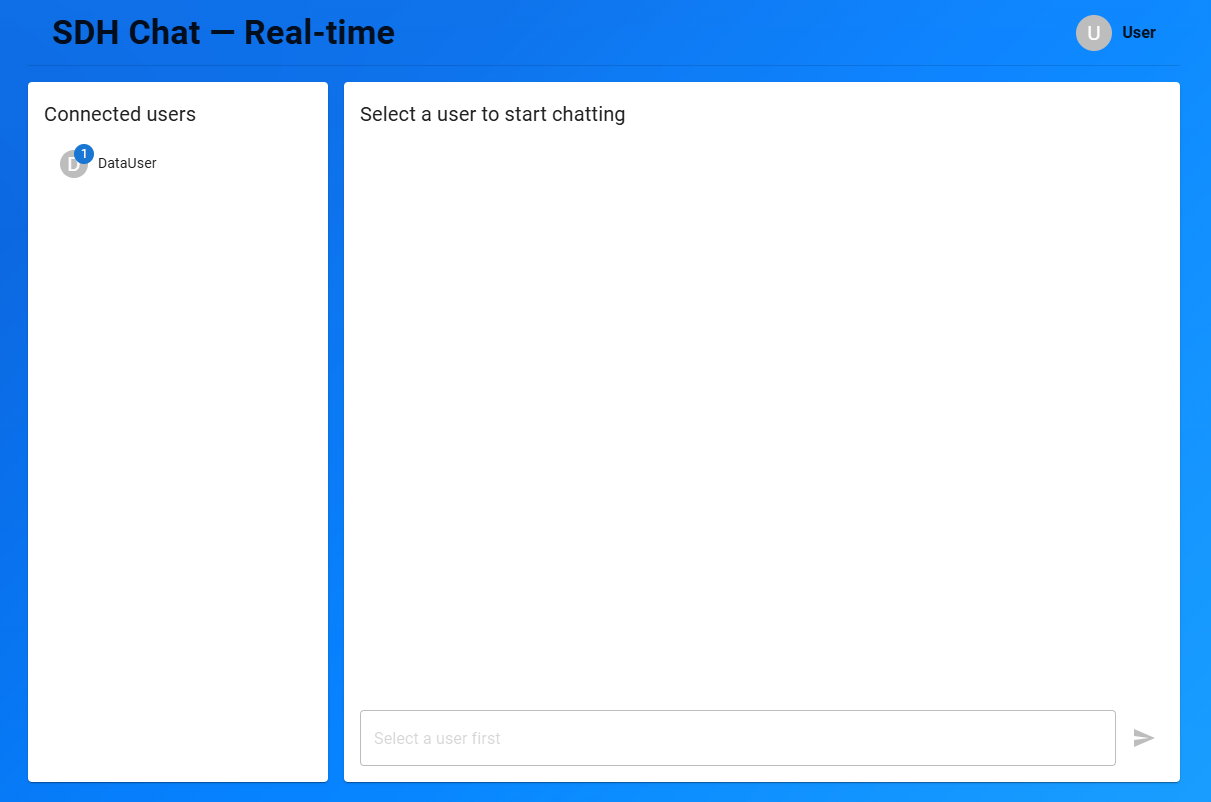 SDH Chat — Real-time
U
User
Connected users
D
1
DataUser
Select a user to start chatting
Select a user first